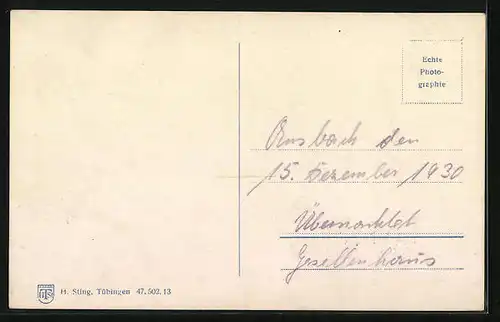 Echte
Photo-
graphie
Ansbach den
15. Dezember 1930
Übernachtet
Gesellenhaus
H. Sting, Tübingen 47.502.13